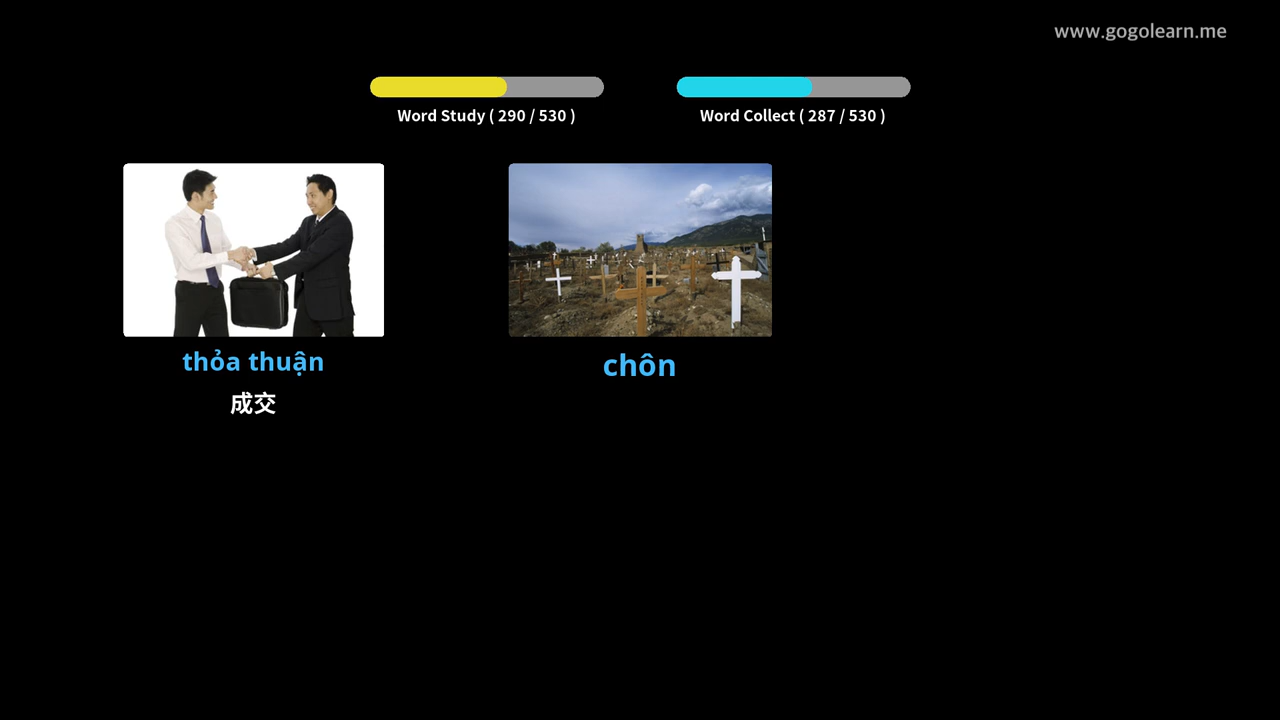 www.gogolearn.me
Word Study ( 290 / 530 )
Word Collect ( 287 / 530 )
thỏa thuận
成交
chôn